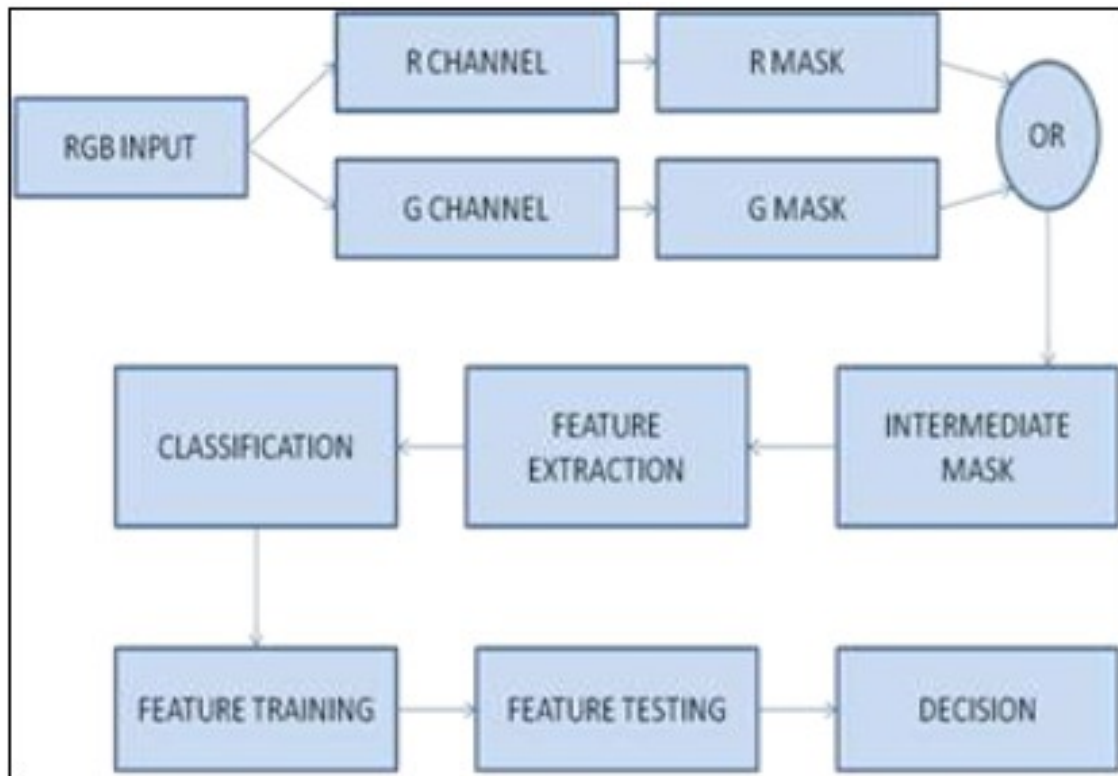 R CHANNEL
R MASK
RGB INPUT
OR
G CHANNEL
G MASK
CLASSIFICATION
FEATURE
EXTRACTION
INTERMEDIATE
MASK
FEATURE TRAINING
FEATURE TESTING
DECISION